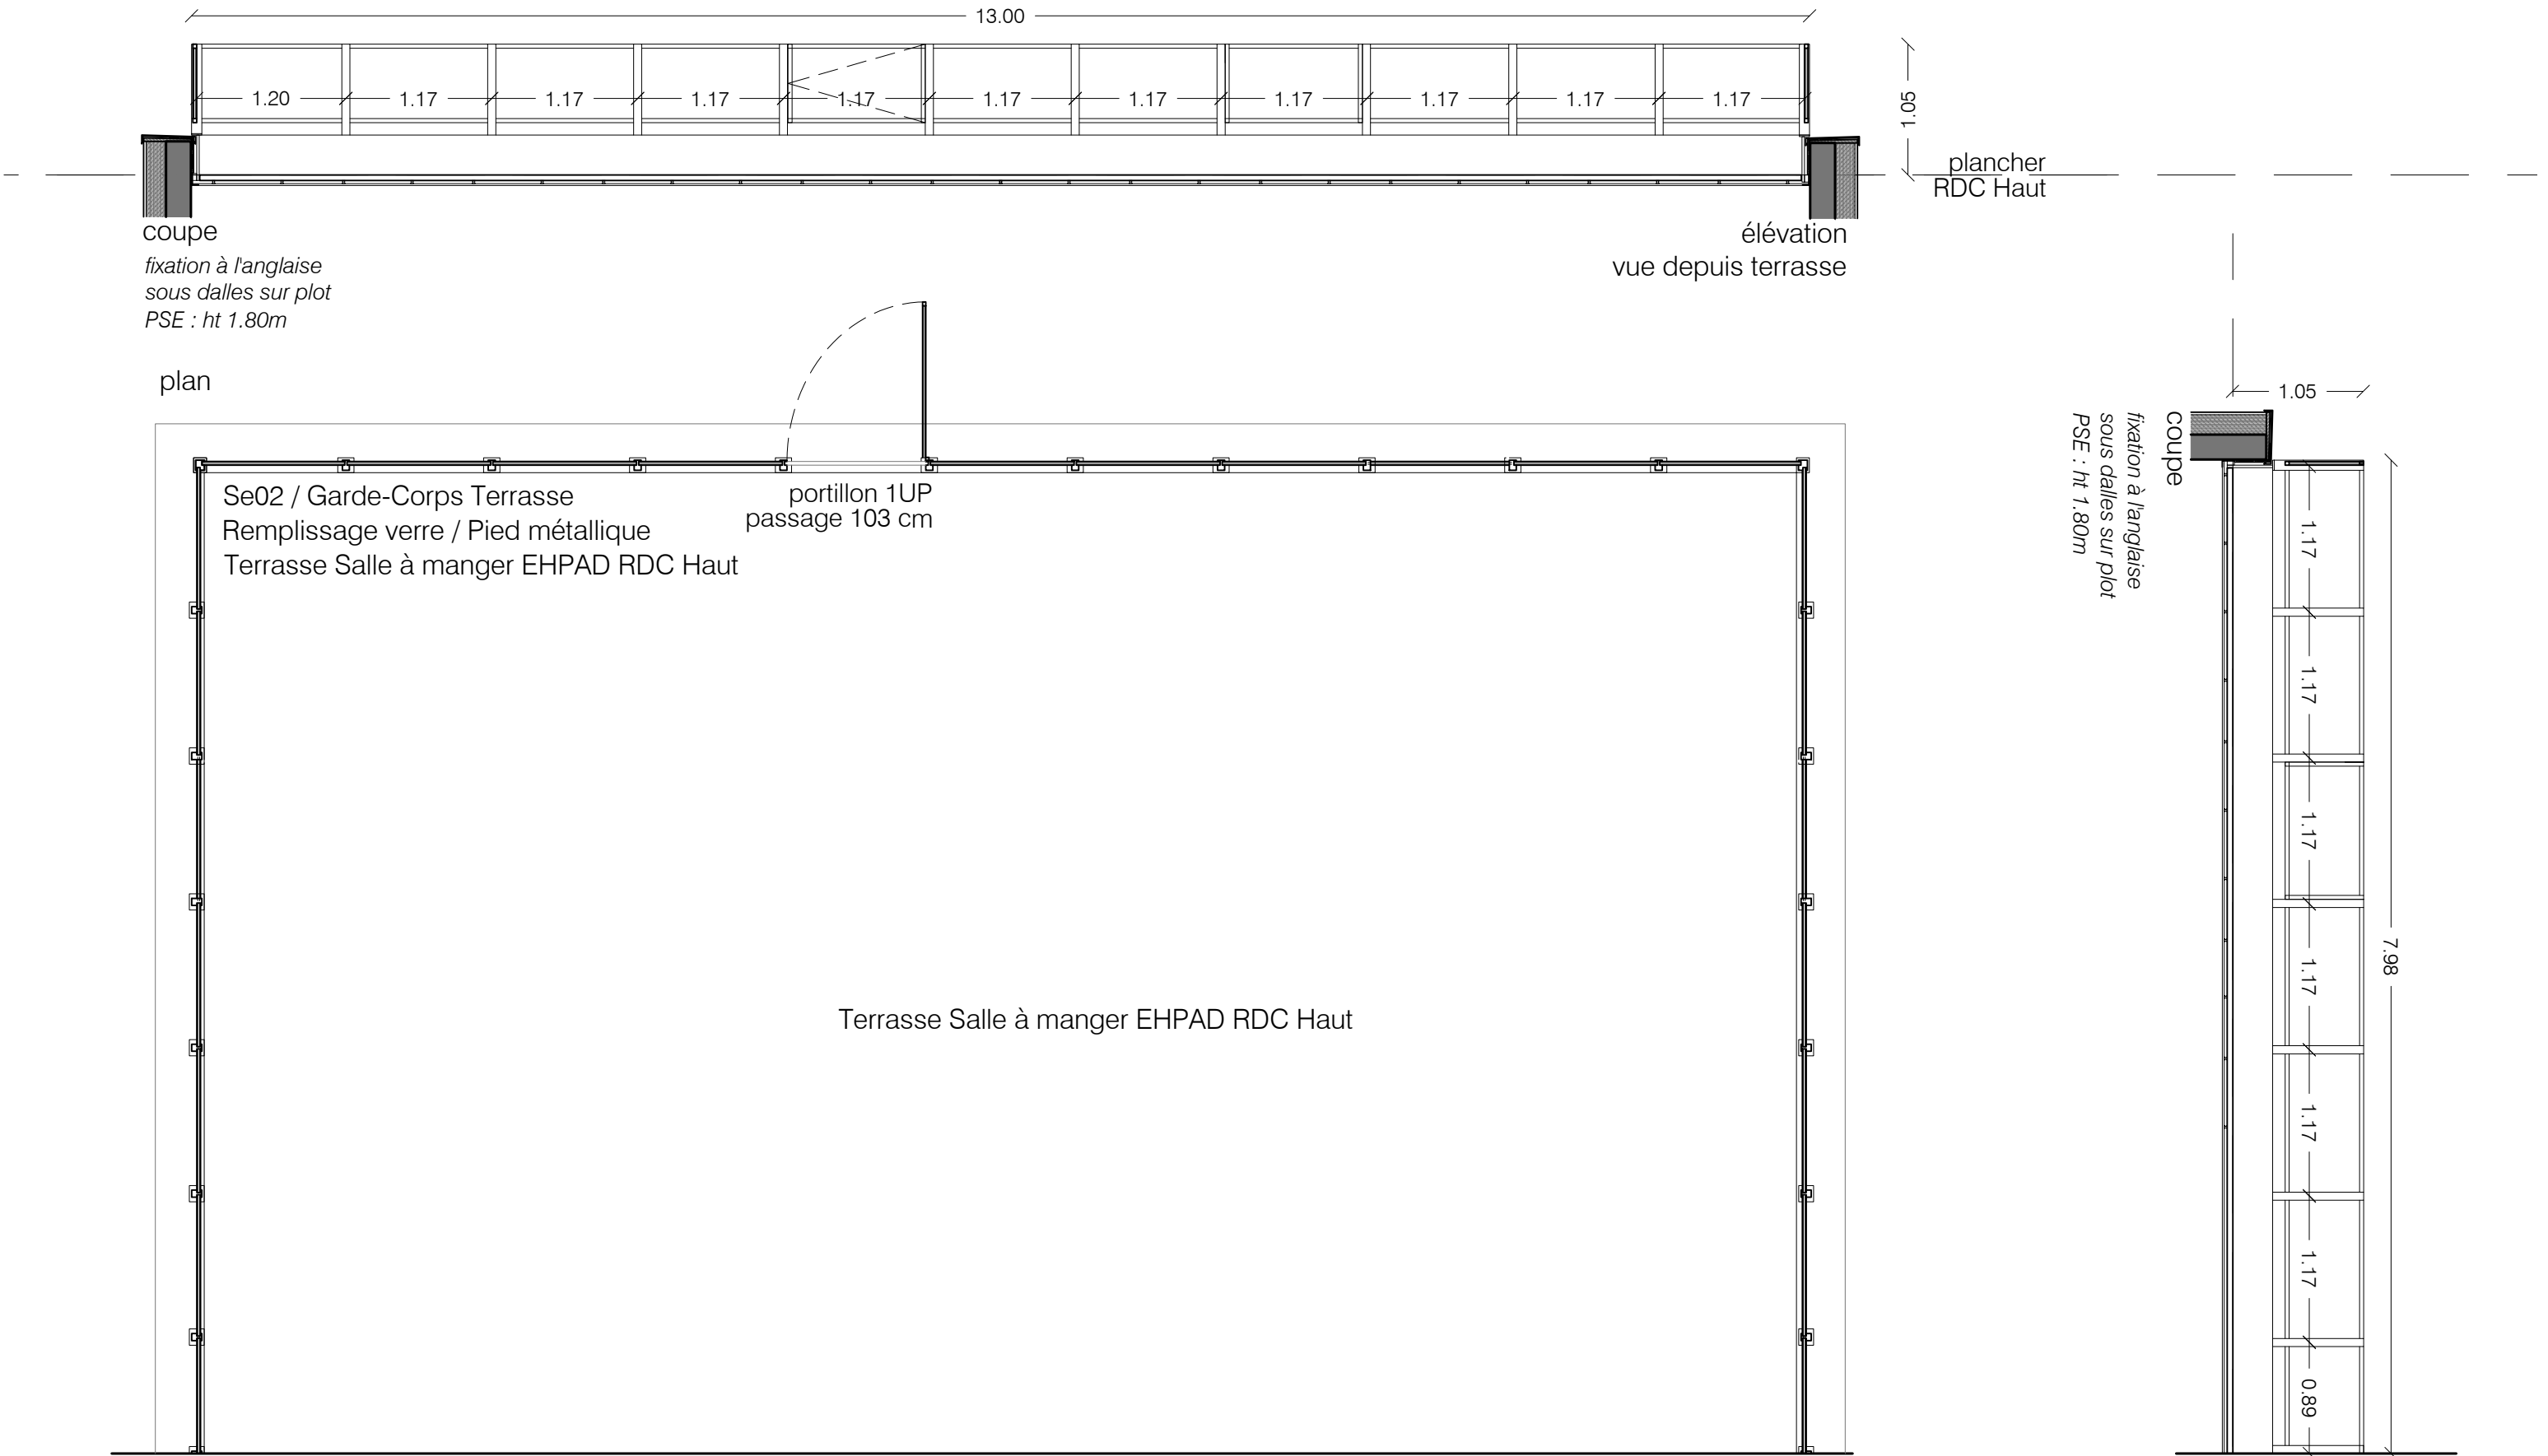 13.00
1.20
1.17
1.17
1.17
1.17
1.17
1.17
1.17
1.17
1.17
1.17
1.05
plancher
RDC Haut
coupe
fixation à l'anglaise
sous dalles sur plot
PSE : ht 1.80m
élévation
vue depuis terrasse
plan
portillon 1UP
passage 103 cm
Se02 / Garde-Corps Terrasse
Remplissage verre / Pied métallique
Terrasse Salle à manger EHPAD RDC Haut
Terrasse Salle à manger EHPAD RDC Haut
1.05
coupe
fixation à l'anglaise
sous dalles sur plot
PSE : ht 1.80m
1.17
1.17
1.17
1.17
1.17
1.17
0.89
7.98